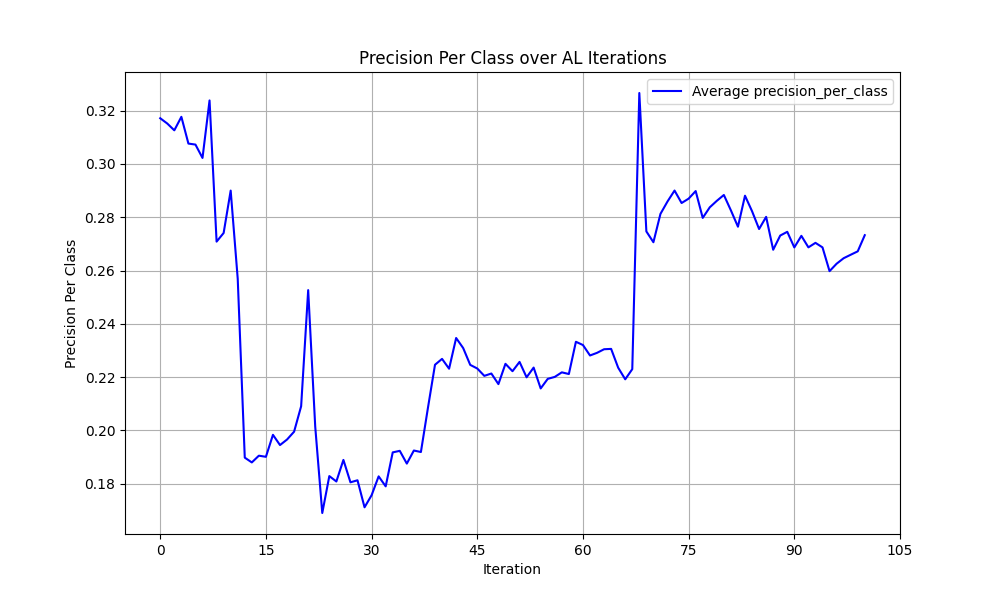 Precision Per Class over AL Iterations
Average precision_per_class
Precision Per Class
0.32
0.30
0.28
0.26
0.24
0.22
0.20
0.18
0 15 30 45 60 75 90 105
Iteration